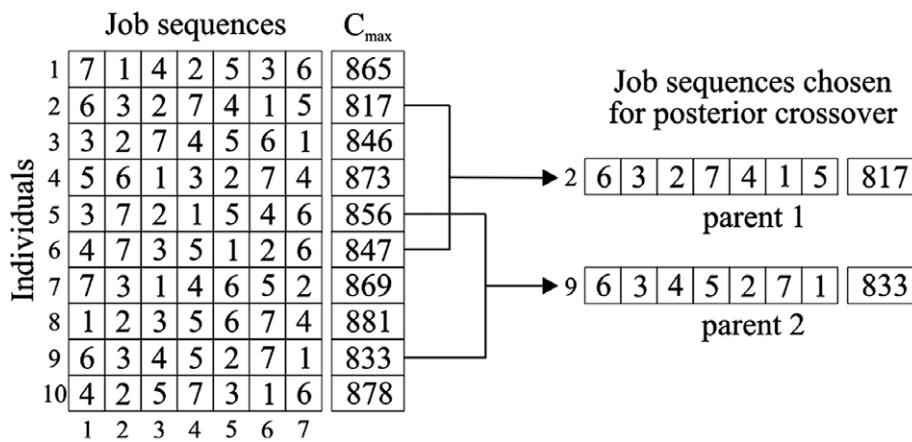 Job sequences C_max
1 7 1 4 2 5 3 6 865
2 6 3 2 7 4 1 5 817
3 3 2 7 4 5 6 1 846
4 5 6 1 3 2 7 4 873
5 3 7 2 1 5 4 6 856
6 4 7 3 5 1 2 6 847
7 7 3 1 4 6 5 2 869
8 1 2 3 5 6 7 4 881
9 6 3 4 5 2 7 1 833
10 4 2 5 7 3 1 6 878
1 2 3 4 5 6 7
Individuals
Job sequences chosen
for posterior crossover
2 6 3 2 7 4 1 5 817
parent 1
9 6 3 4 5 2 7 1 833
parent 2